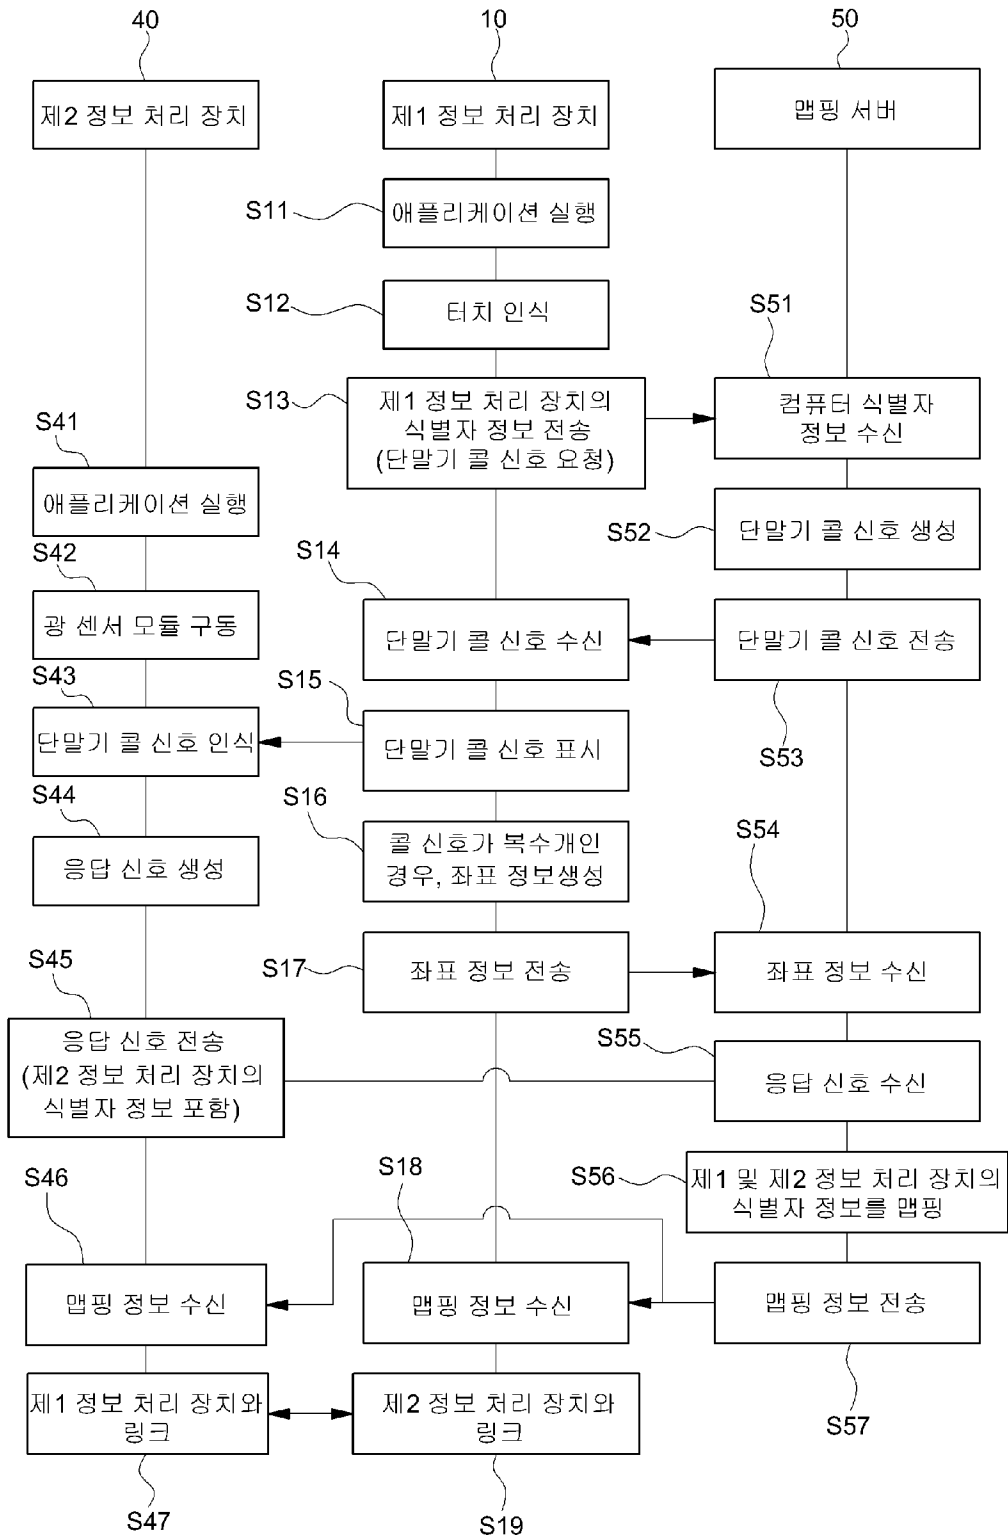 40
10
50
제2 정보 처리 장치
제1 정보 처리 장치
맵핑 서버
S11
애플리케이션 실행
S12
터치 인식
S51
S13
제1 정보 처리 장치의
식별자 정보 전송
(단말기 콜 신호 요청)
컴퓨터 식별자
정보 수신
S41
애플리케이션 실행
S52
단말기 콜 신호 생성
S42
광 센서 모듈 구동
S14
단말기 콜 신호 수신
단말기 콜 신호 전송
S43
단말기 콜 신호 인식
S15
단말기 콜 신호 표시
S53
S44
응답 신호 생성
S16
콜 신호가 복수개인
경우, 좌표 정보생성
S54
S17
좌표 정보 전송
좌표 정보 수신
S45
응답 신호 전송
(제2 정보 처리 장치의
식별자 정보 포함)
S55
응답 신호 수신
S56
제1 및 제2 정보 처리 장치의
식별자 정보를 맵핑
S46
맵핑 정보 수신
S18
맵핑 정보 수신
맵핑 정보 전송
S57
제1 정보 처리 장치와
링크
제2 정보 처리 장치와
링크
S47
S19